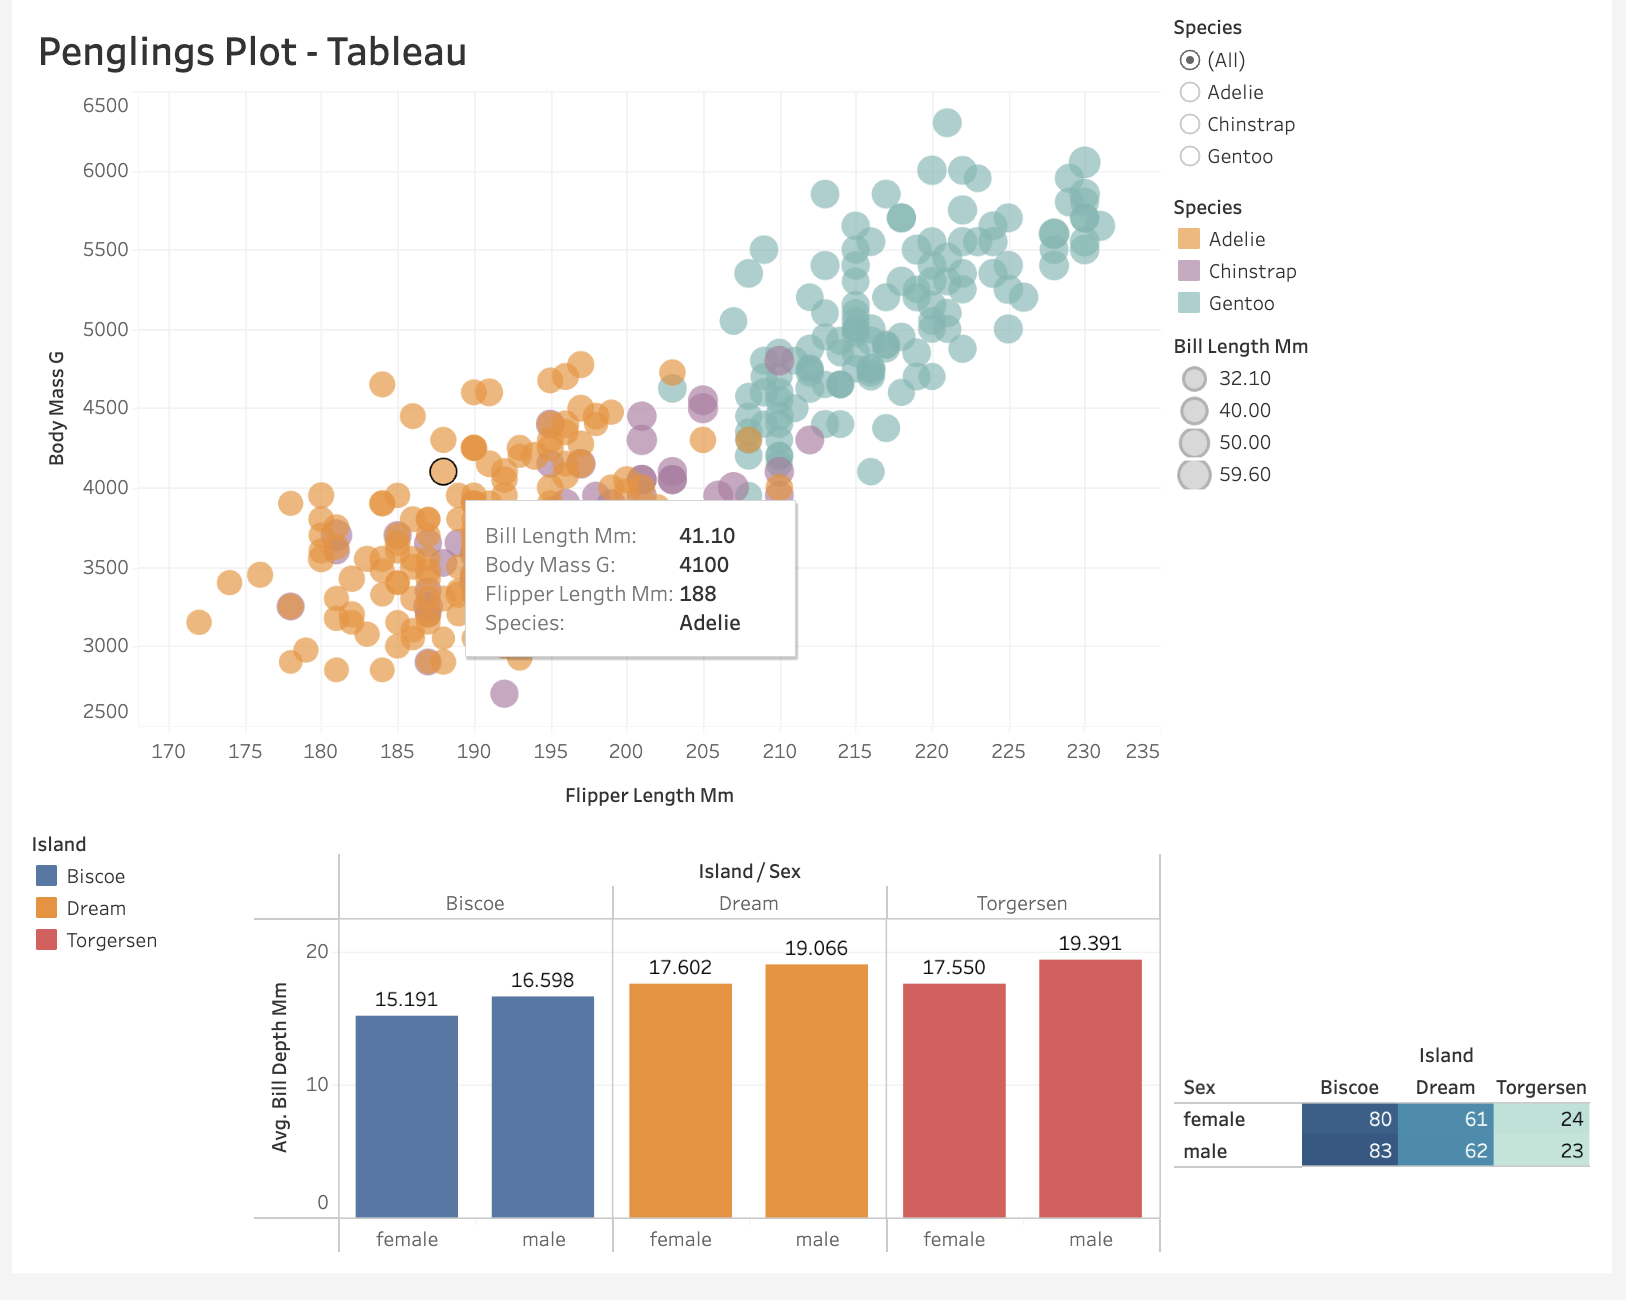 Penglings Plot - Tableau
Species
(All)
Adelie
Chinstrap
Gentoo
Species
Adelie
Chinstrap
Gentoo
Bill Length Mm
32.10
40.00
50.00
59.60
Body Mass G
6500
6000
5500
5000
4500
4000
3500
3000
2500
Bill Length Mm: 41.10
Body Mass G: 4100
Flipper Length Mm: 188
Species: Adelie
170 175 180 185 190 195 200 205 210 215 220 225 230 235
Flipper Length Mm
Island
Biscoe
Dream
Torgersen
Island / Sex
Biscoe Dream Torgersen
Avg. Bill Depth Mm
20
10
0
15.191 16.598 17.602 19.066 17.550 19.391
female male female male female male
Island
Sex Biscoe Dream Torgersen
female 80 61 24
male 83 62 23